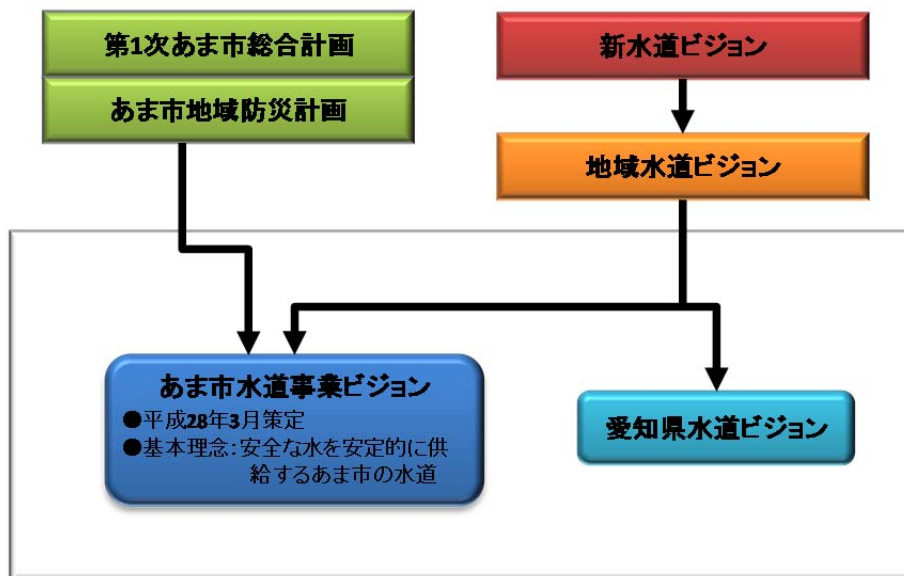 第1次あま市総合計画
あま市地域防災計画
新水道ビジョン
地域水道ビジョン
あま市水道事業ビジョン
●平成28年3月策定
●基本理念:安全な水を安定的に供
給するあま市の水道
愛知県水道ビジョン